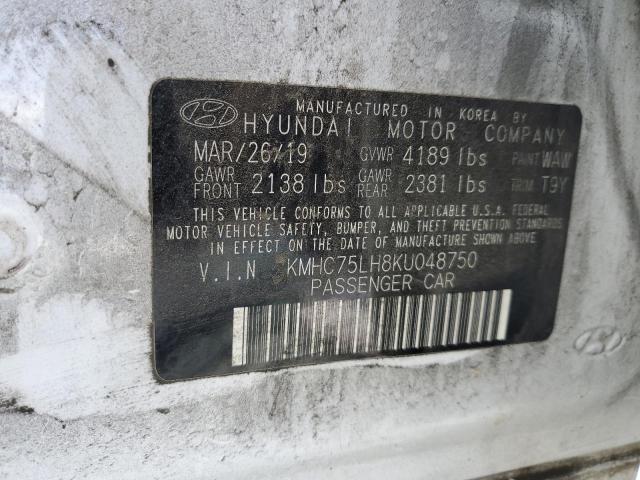 MANUFACTURED IN KOREA BY
HYUNDAI MOTOR COMPANY
MAR/26/19 GVWR 4189 lbs PAINT WAW
GAWR FRONT 2138 lbs GAWR REAR 2381 lbs TRIM T9Y
THIS VEHICLE CONFORMS TO ALL APPLICABLE U.S.A. FEDERAL
MOTOR VEHICLE SAFETY, BUMPER, AND THEFT PREVENTION STANDARDS
IN EFFECT ON THE DATE OF MANUFACTURE SHOWN ABOVE.
V.I.N KMHC75LH8KU048750
PASSENGER CAR